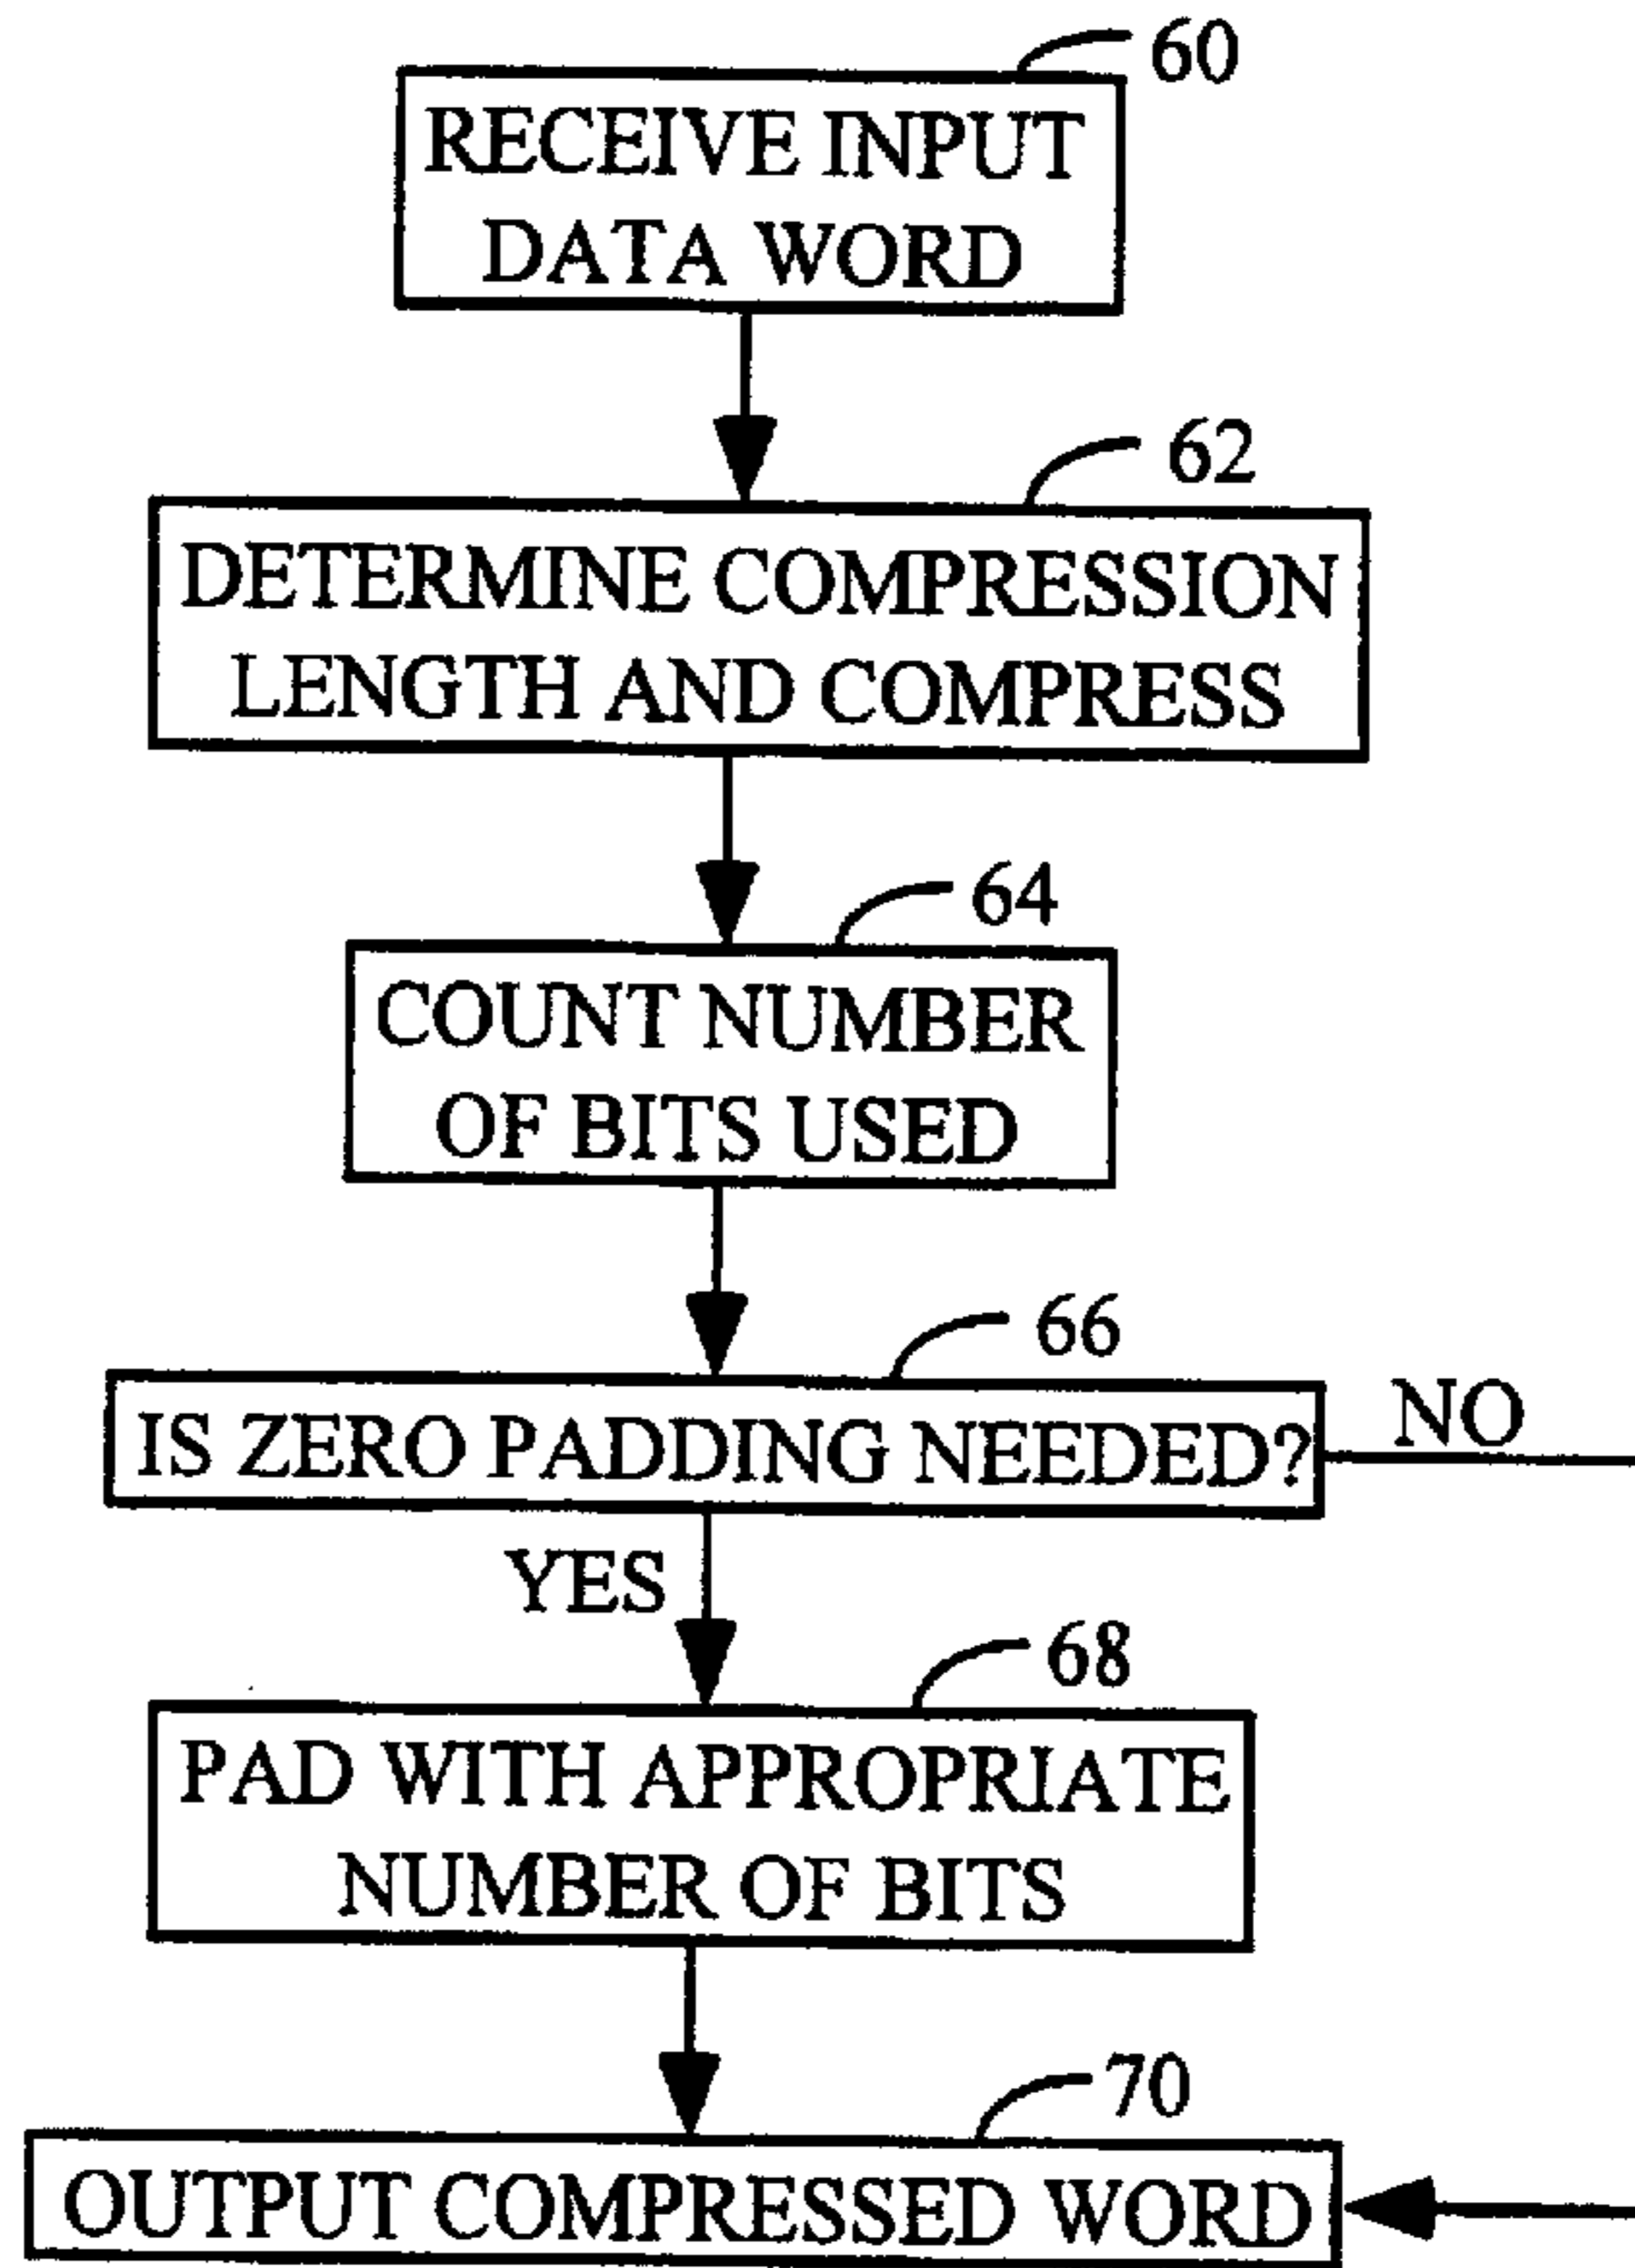 60
RECEIVE INPUT
DATA WORD
62
DETERMINE COMPRESSION
LENGTH AND COMPRESS
64
COUNT NUMBER
OF BITS USED
66
IS ZERO PADDING NEEDED?
NO
YES
68
PAD WITH APPROPRIATE
NUMBER OF BITS
70
OUTPUT COMPRESSED WORD